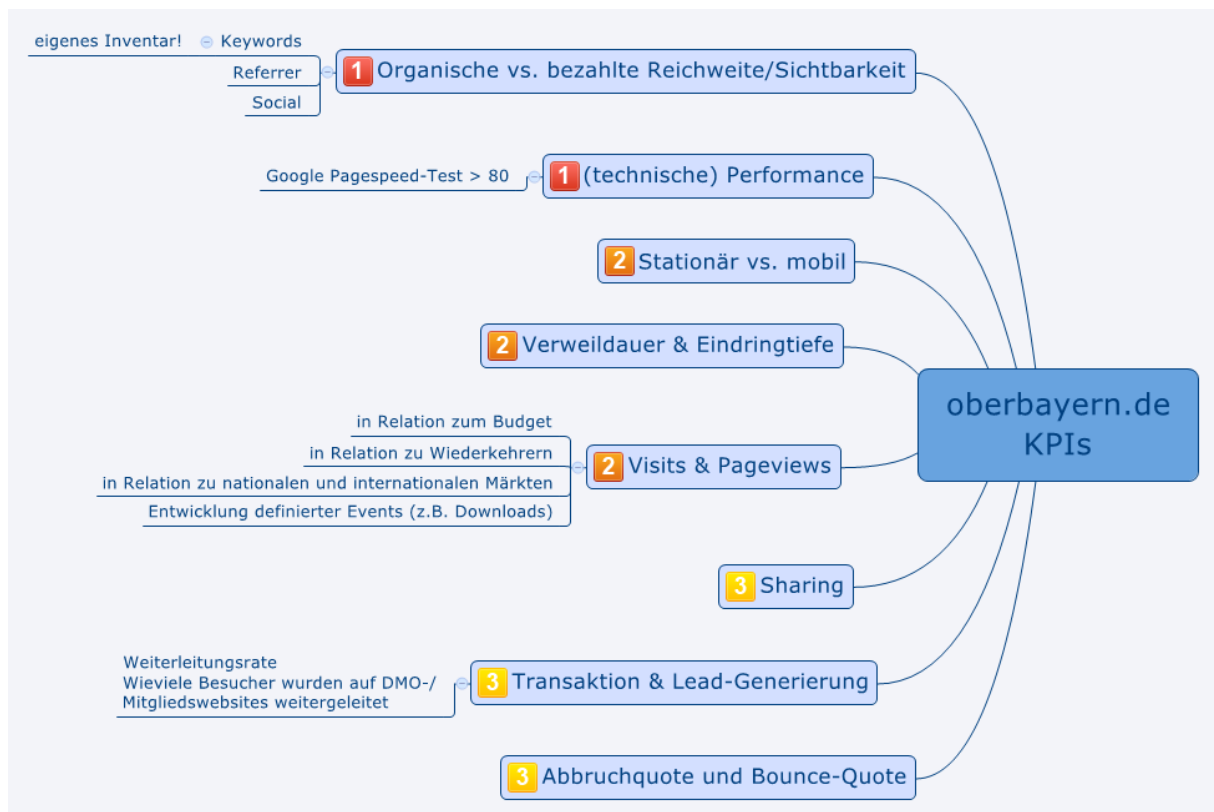 eigenes Inventar!
Keywords
Referrer
Social
1 Organische vs. bezahlte Reichweite/Sichtbarkeit
Google Pagespeed-Test > 80
1 (technische) Performance
2 Stationär vs. mobil
2 Verweildauer & Eindringtiefe
oberbayern.de
KPIs
in Relation zum Budget
in Relation zu Wiederkehrern
in Relation zu nationalen und internationalen Märkten
Entwicklung definierter Events (z.B. Downloads)
2 Visits & Pageviews
3 Sharing
Weiterleitungsrate
Wieviele Besucher wurden auf DMO-/
Mitgliedswebsites weitergeleitet
3 Transaktion & Lead-Generierung
3 Abbruchquote und Bounce-Quote